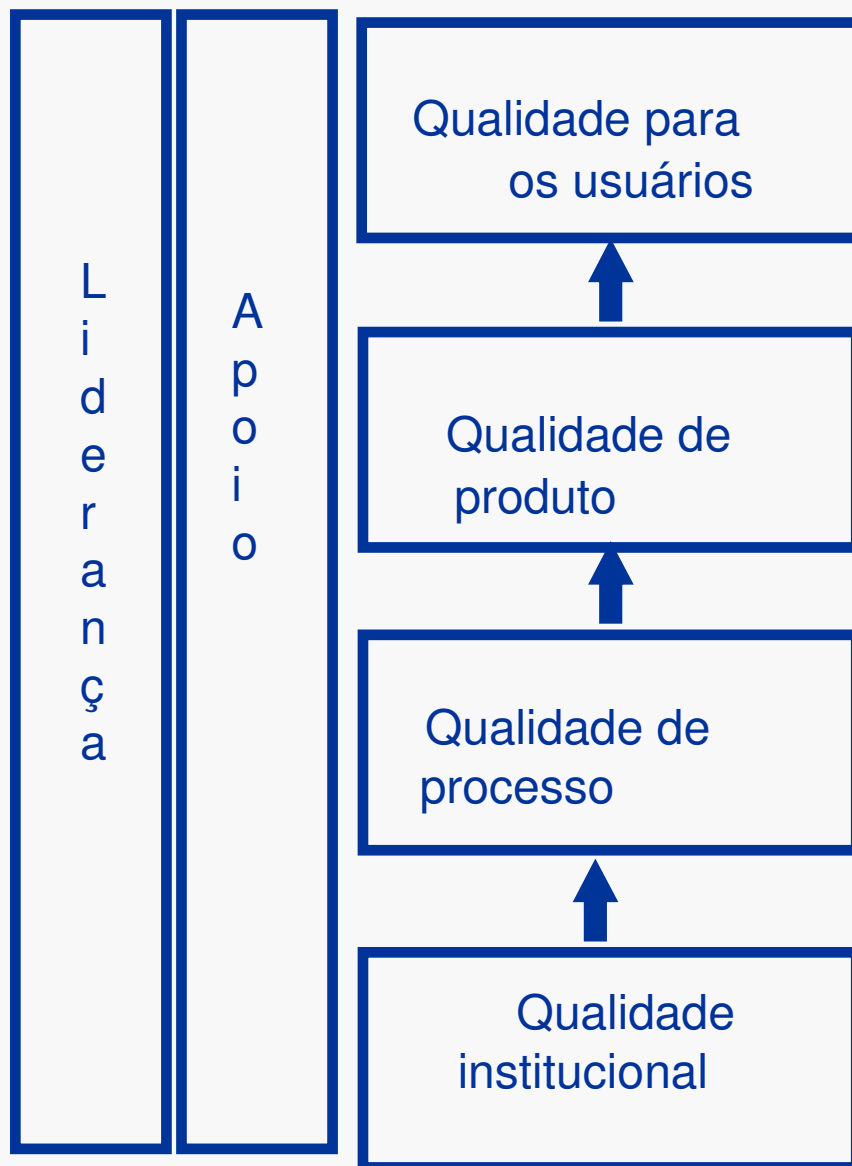 Liderança
Apoio
Qualidade para
os usuários
Qualidade de
produto
Qualidade de
processo
Qualidade
institucional